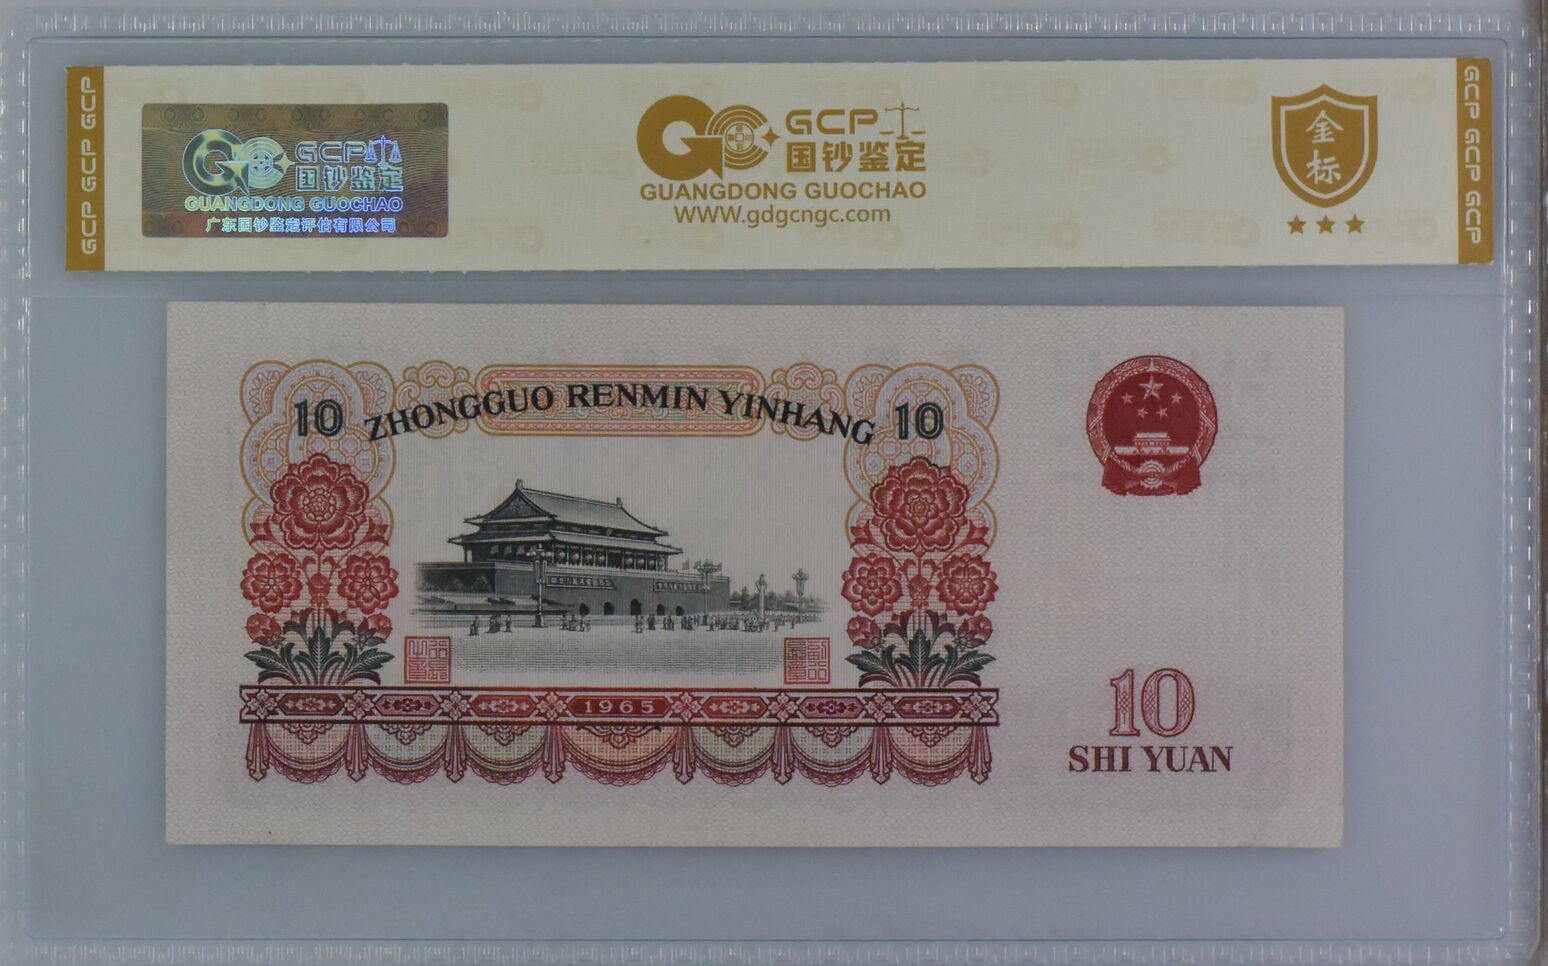 GCP GCP GCP
GCP
国钞鉴定
GUANGDONG GUOCHAO
广东国钞鉴定评估有限公司
GCP
国钞鉴定
GUANGDONG GUOCHAO
WWW.gdgcngc.com
金标
GCP GCP GCP
10 ZHONGGUO RENMIN YINHANG 10
1965
10
SHI YUAN